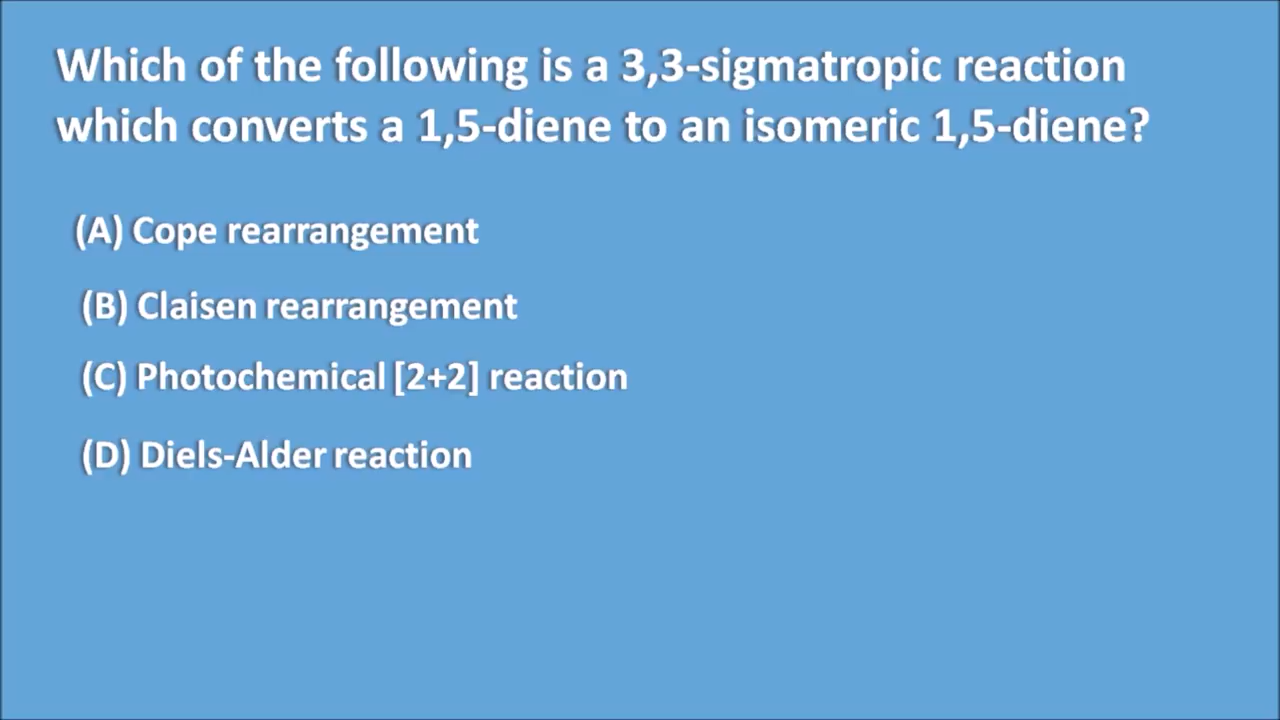 Which of the following is a 3,3-sigmatropic reaction
which converts a 1,5-diene to an isomeric 1,5-diene?
(A) Cope rearrangement
(B) Claisen rearrangement
(C) Photochemical [2+2] reaction
(D) Diels-Alder reaction